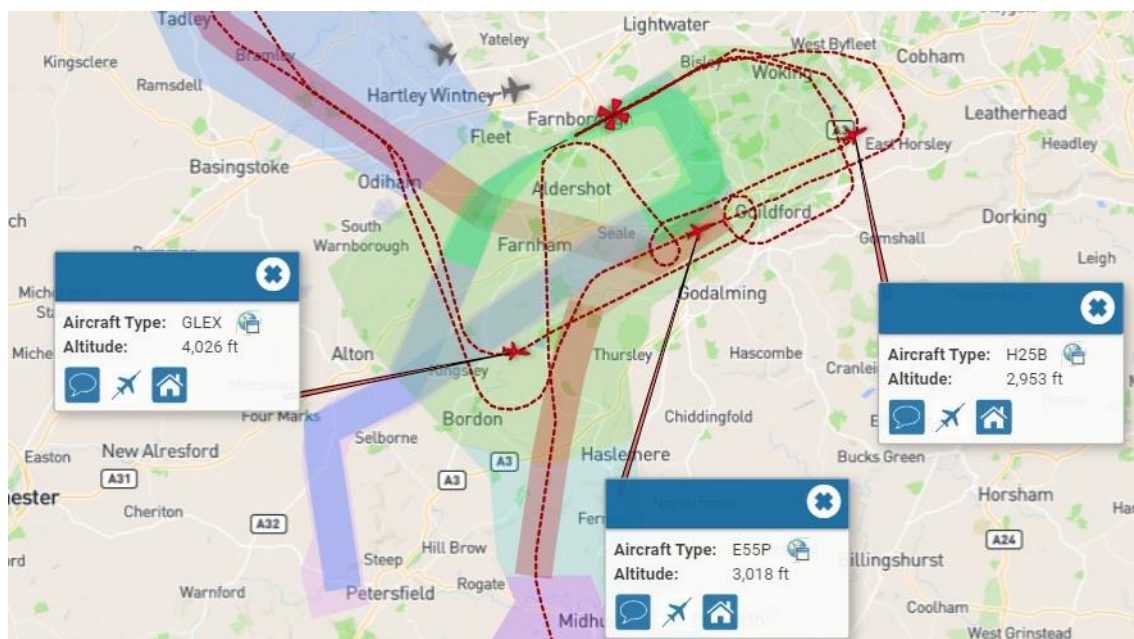 Tadley
Lightwater
Kingsclere
Bramley
Yateley
Bisley
West Byfleet
Cobham
Ramsdell
Hartley Wintney
Woking
Farnborough
Leatherhead
Fleet
A3
East Horsley
Headley
Basingstoke
Odiham
Aldershot
South
Warnborough
Farnham
Seale
Guildford
Dorking
Gomshall
Leigh
Aircraft Type: GLEX
Altitude: 4,026 ft
Godalming
Alton
Kingsley
Thursley
Hascombe
Cranlei
Aircraft Type: H25B
Altitude: 2,953 ft
Four Marks
Bordon
Chiddingfold
Selborne
New Alresford
Easton
A31
A3
A3
Haslemere
Bucks Green
Cheriton
A32
Horsham
A24
Hill Brow
Steep
Rogate
Warnford
Petersfield
Aircraft Type: E55P
Altitude: 3,018 ft
Billingshurst
Coolham
West Grinstead